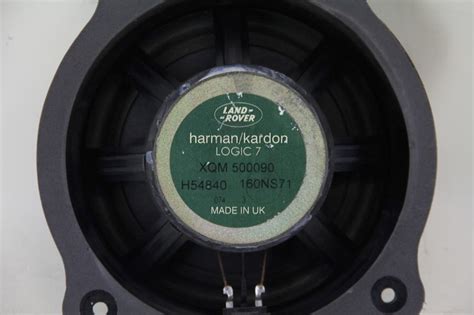 LAND-
-ROVER
harman/kardon
LOGIC 7
XQM 500090
H54840 160NS71
MADE IN UK